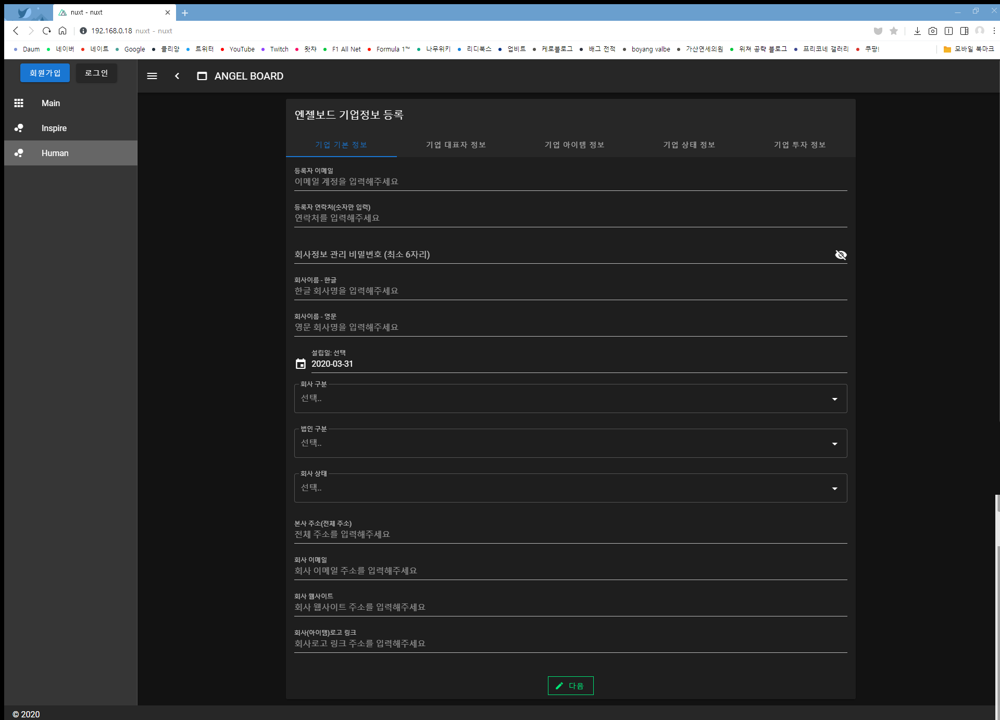 nuxt - nuxt
192.168.0.18 nuxt - nuxt
Daum 네이버 네이트 Google 클리앙 트위터 YouTube Twitch 왓챠 F1 All Net Formula 1™ 나무위키 리디북스 업비트 케로블로그 배그 전적 boyang valbe 가산연세의원 위쳐 공략 블로그 프리코네 갤러리 쿠팡! 모바일 북마크
회원가입 로그인
ANGEL BOARD
Main
Inspire
Human
엔젤보드 기업정보 등록
기업 기본 정보 기업 대표자 정보 기업 아이템 정보 기업 상태 정보 기업 투자 정보
등록자 이메일
이메일 계정을 입력해주세요
등록자 연락처(숫자만 입력)
연락처를 입력해주세요
회사정보 관리 비밀번호 (최소 6자리)
회사이름 - 한글
한글 회사명을 입력해주세요
회사이름 - 영문
영문 회사명을 입력해주세요
설립일: 선택
2020-03-31
회사 구분
선택..
법인 구분
선택..
회사 상태
선택..
본사 주소(전체 주소)
전체 주소를 입력해주세요
회사 이메일
회사 이메일 주소를 입력해주세요
회사 웹사이트
회사 웹사이트 주소를 입력해주세요
회사(아이템)로고 링크
회사로고 링크 주소를 입력해주세요
다음
© 2020